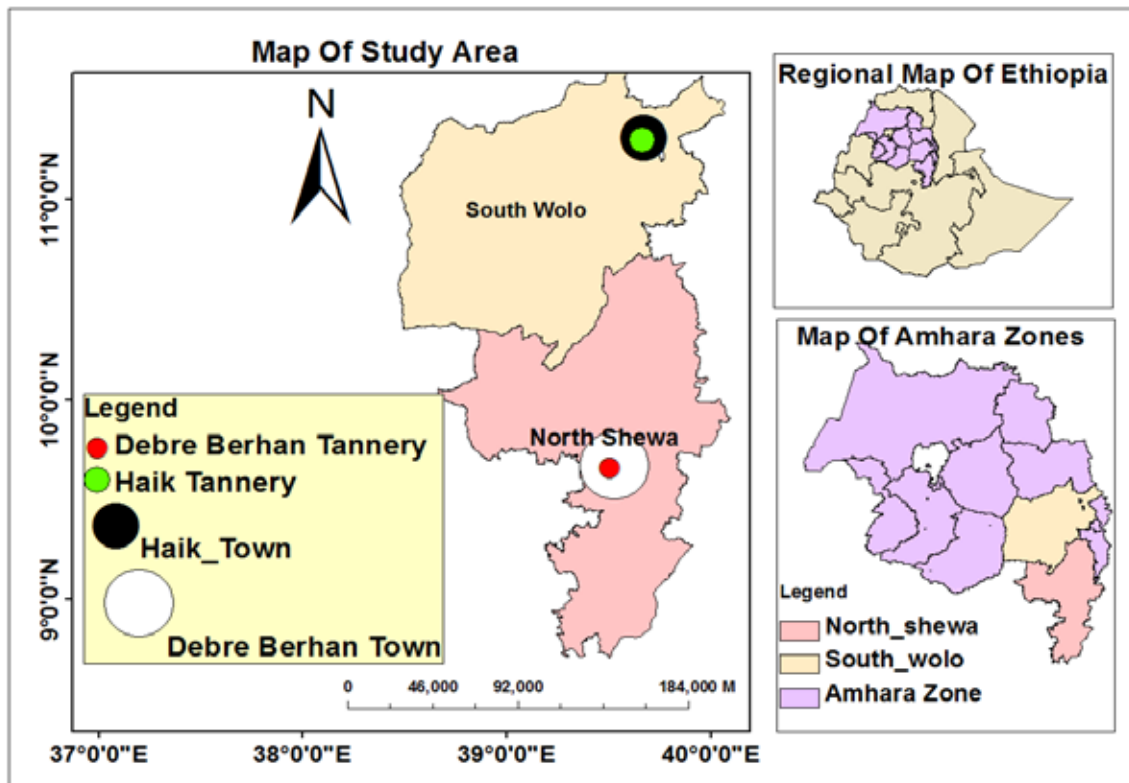 Map Of Study Area
N
South Wolo
North Shewa
11°0'0"N
10°0'0"N
9°0'0"N
Legend
Debre Berhan Tannery
Haik Tannery
Haik_Town
Debre Berhan Town
0 46,000 92,000 184,000 M
37°0'0"E 38°0'0"E 39°0'0"E 40°0'0"E
Regional Map Of Ethiopia
Map Of Amhara Zones
Legend
North_shewa
South_wolo
Amhara Zone